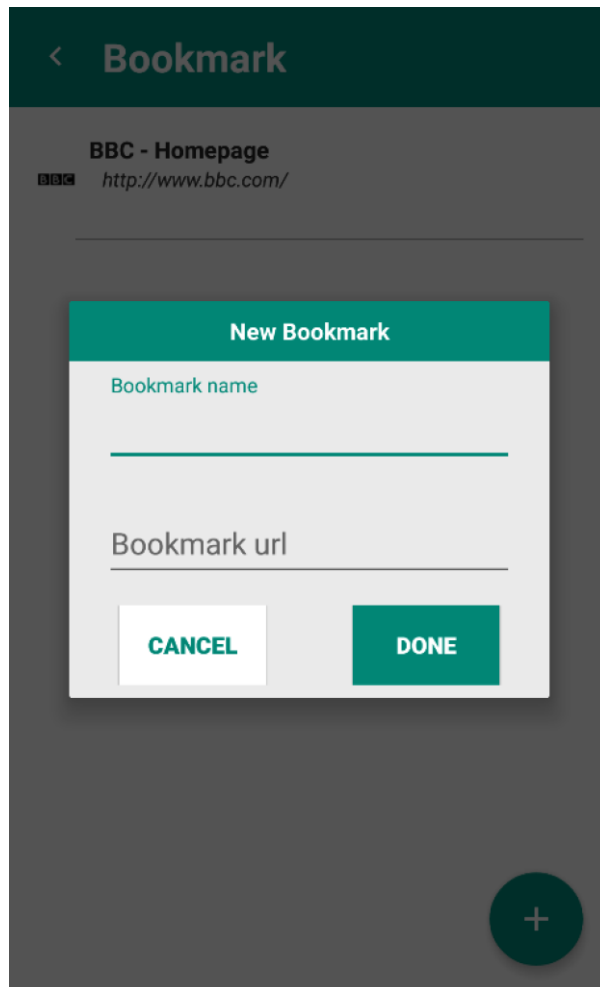 Bookmark
BBC - Homepage
BBC http://www.bbc.com/
New Bookmark
Bookmark name
Bookmark url
CANCEL DONE
+